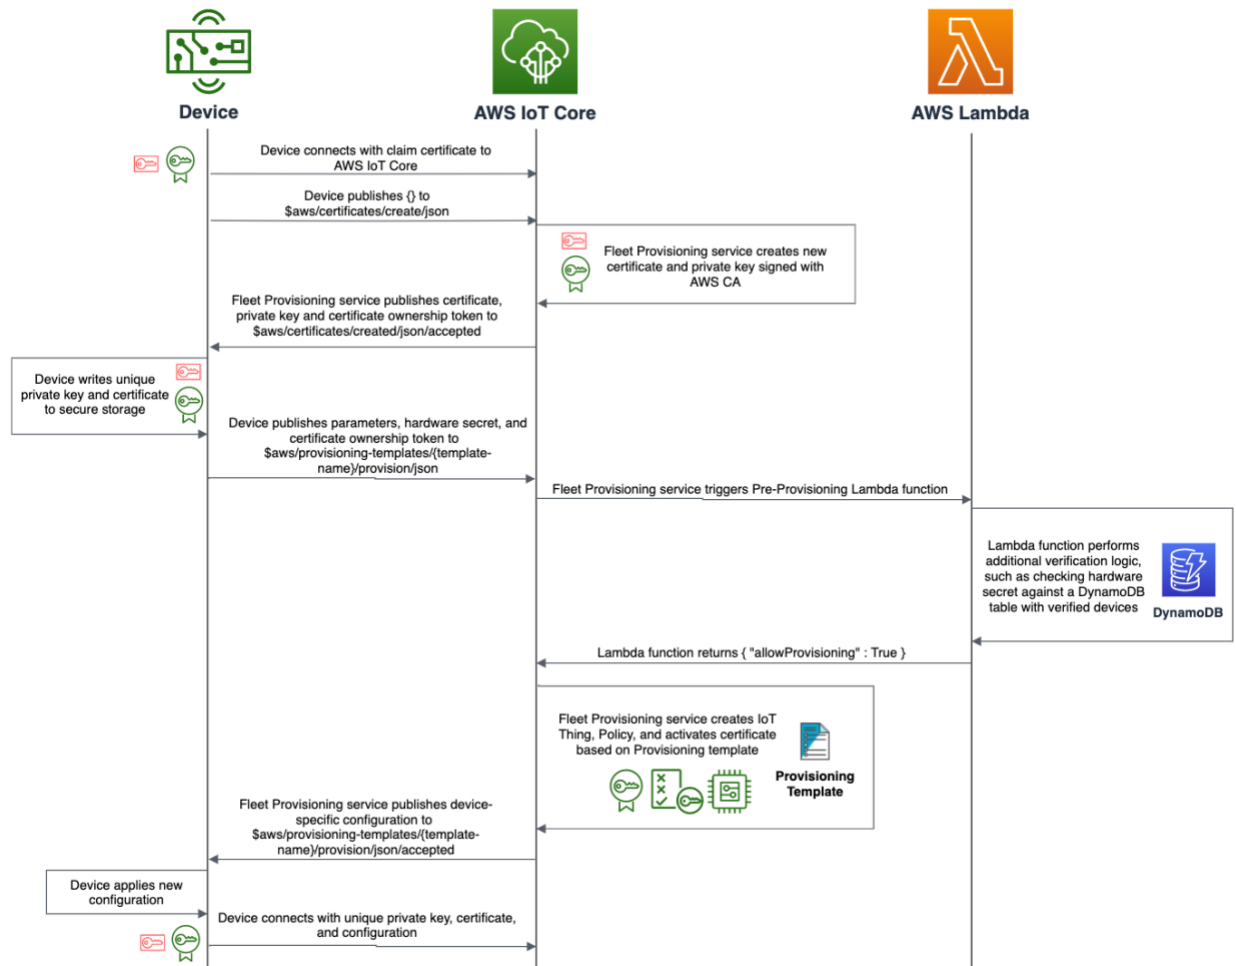 Device
AWS IoT Core
AWS Lambda
Device connects with claim certificate to
AWS IoT Core
Device publishes {} to
$aws/certificates/create/json
Fleet Provisioning service creates new
certificate and private key signed with
AWS CA
Fleet Provisioning service publishes certificate,
private key and certificate ownership token to
$aws/certificates/created/json/accepted
Device writes unique
private key and certificate
to secure storage
Device publishes parameters, hardware secret, and
certificate ownership token to
$aws/provisioning-templates/{template-
name}/provision/json
Fleet Provisioning service triggers Pre-Provisioning Lambda function
Lambda function performs
additional verification logic,
such as checking hardware
secret against a DynamoDB
table with verified devices
DynamoDB
Lambda function returns { "allowProvisioning" : True }
Fleet Provisioning service creates IoT
Thing, Policy, and activates certificate
based on Provisioning template
Provisioning
Template
Fleet Provisioning service publishes device-
specific configuration to
$aws/provisioning-templates/{template-
name}/provision/json/accepted
Device applies new
configuration
Device connects with unique private key, certificate,
and configuration